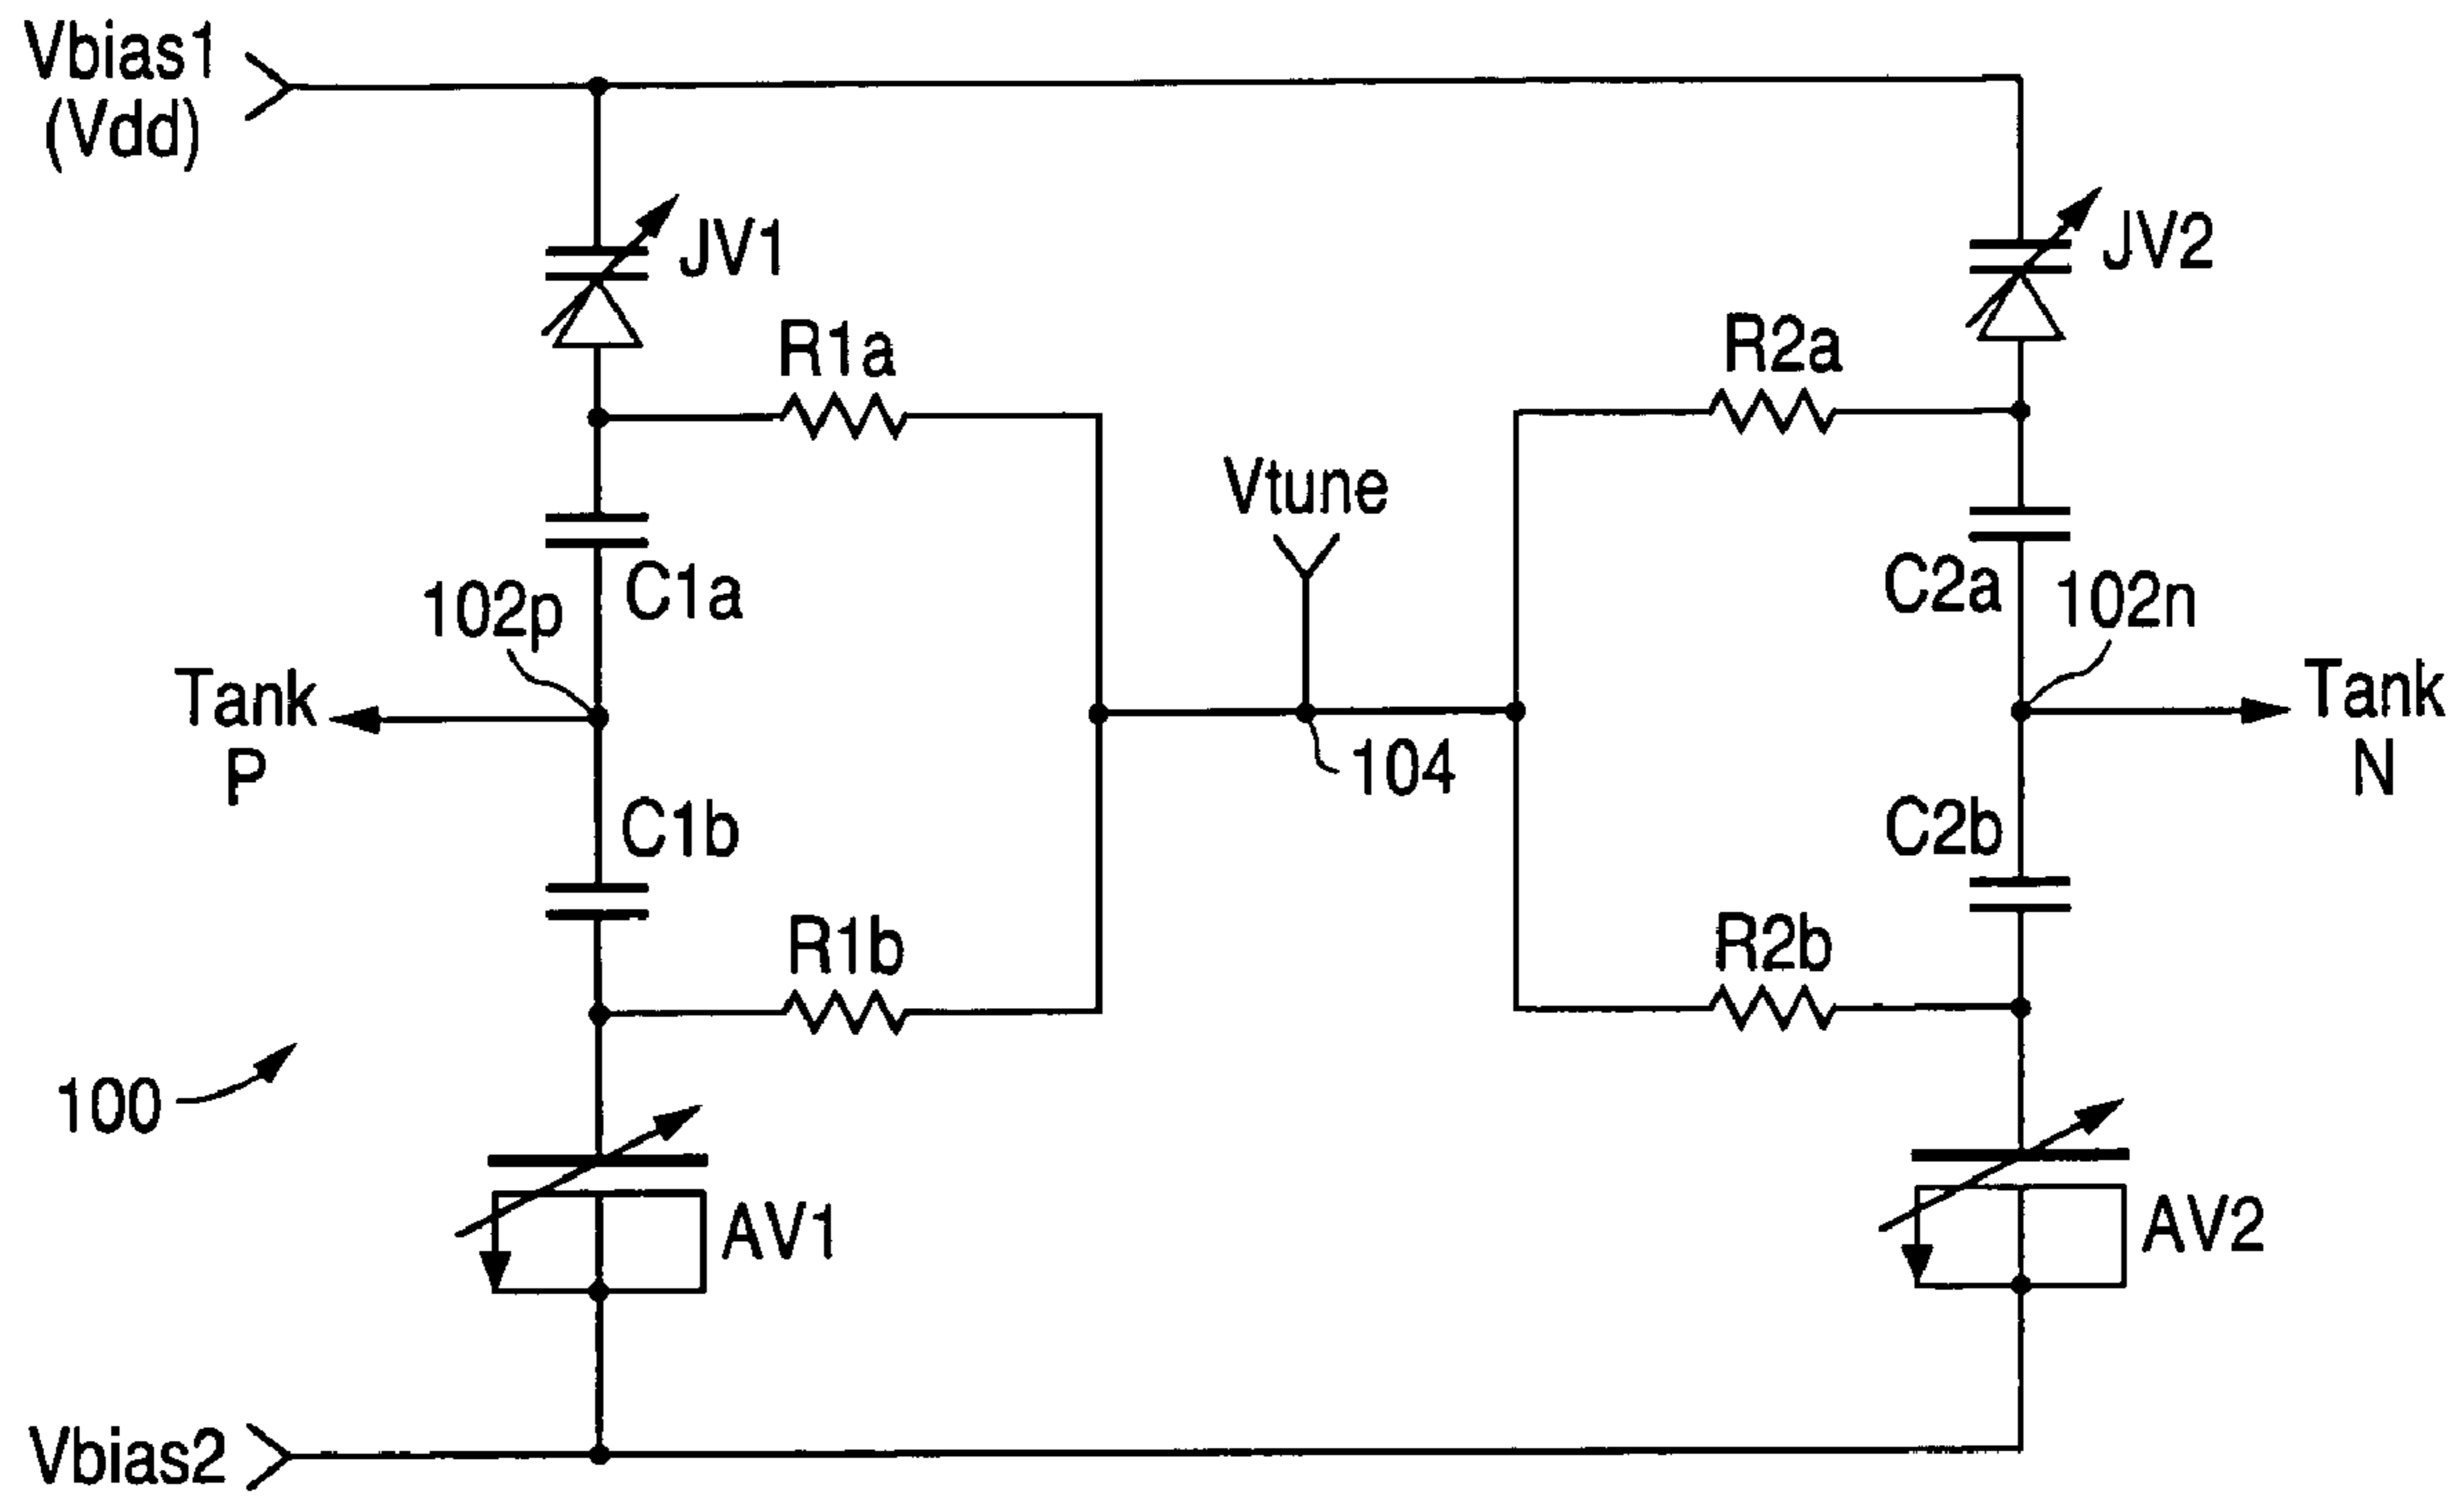 Vbias1
(Vdd)
JV1
JV2
R1a
R2a
Vtune
C1a
C2a
102p
102n
Tank
P
Tank
N
104
C1b
C2b
R1b
R2b
100
AV1
AV2
Vbias2